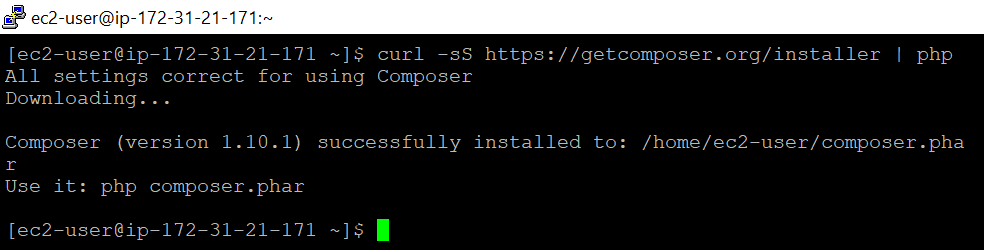 ec2-user@ip-172-31-21-171:~
[ec2-user@ip-172-31-21-171 ~]$ curl -sS https://getcomposer.org/installer | php
All settings correct for using Composer
Downloading...
Composer (version 1.10.1) successfully installed to: /home/ec2-user/composer.pha
r
Use it: php composer.phar
[ec2-user@ip-172-31-21-171 ~]$